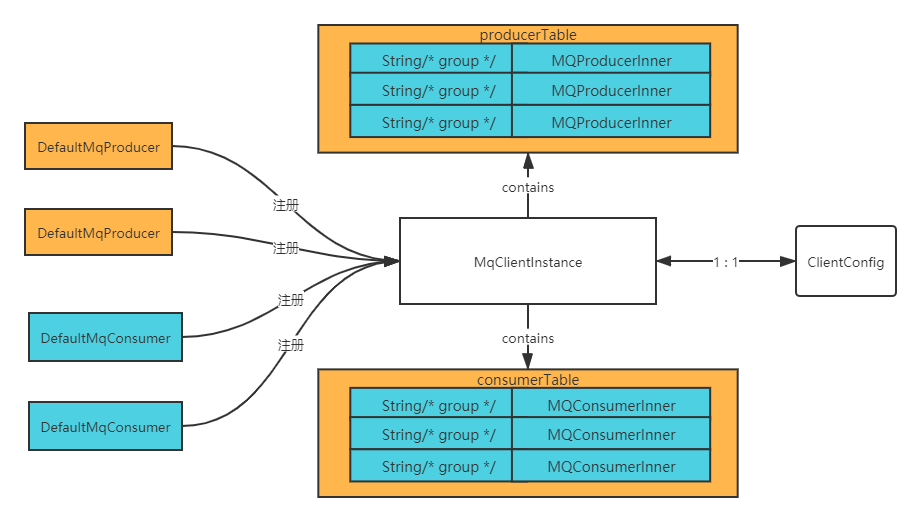 producerTable
String/* group */ MQProducerInner
String/* group */ MQProducerInner
String/* group */ MQProducerInner
DefaultMqProducer
DefaultMqProducer
DefaultMqConsumer
DefaultMqConsumer
注册
注册
注册
注册
contains
MqClientInstance
1 : 1
ClientConfig
contains
consumerTable
String/* group */ MQConsumerInner
String/* group */ MQConsumerInner
String/* group */ MQConsumerInner